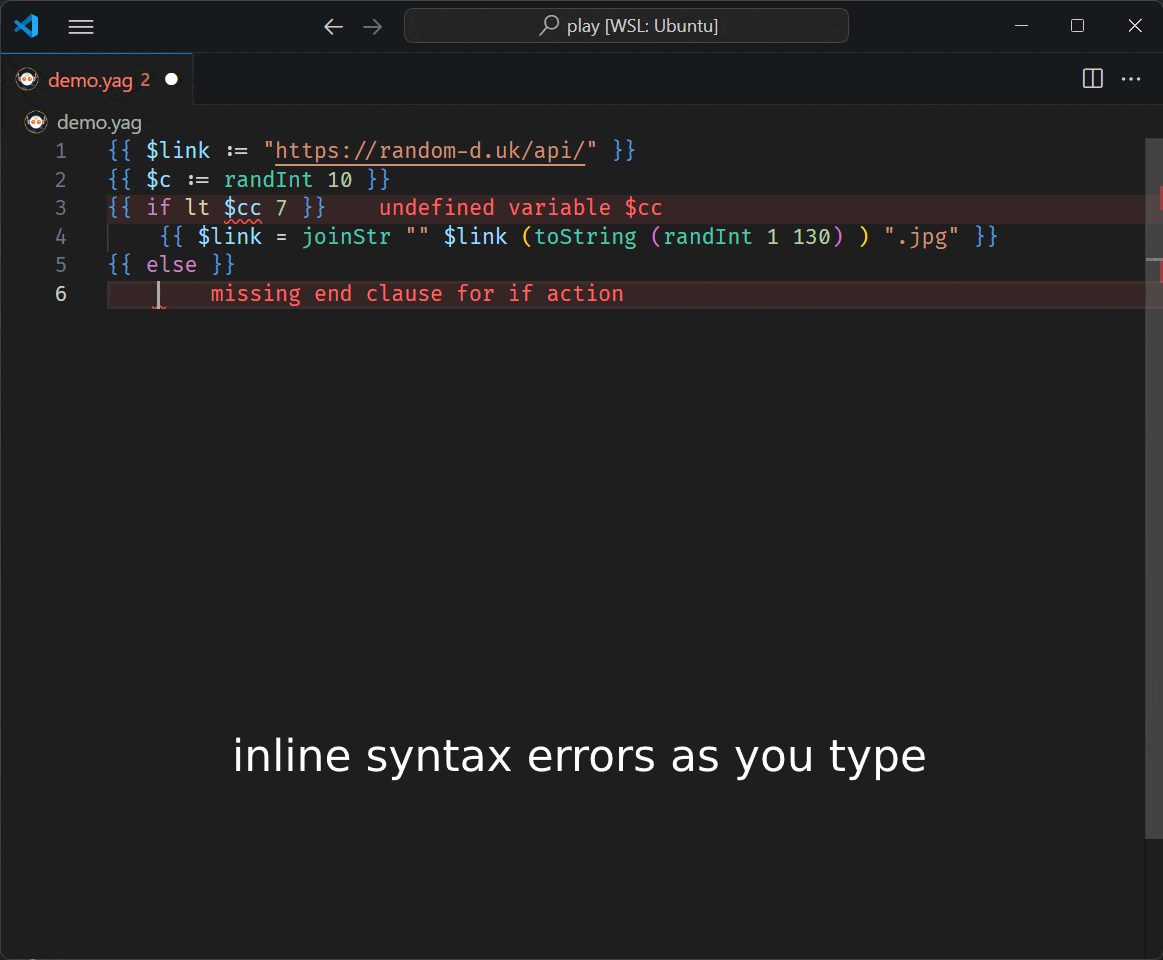 play [WSL: Ubuntu]
demo.yag 2
demo.yag
1 {{ $link := "https://random-d.uk/api/" }}
2 {{ $c := randInt 10 }}
3 {{ if lt $cc 7 }} undefined variable $cc
4 {{ $link = joinStr "" $link (toString (randInt 1 130) ) ".jpg" }}
5 {{ else }}
6 missing end clause for if action
inline syntax errors as you type